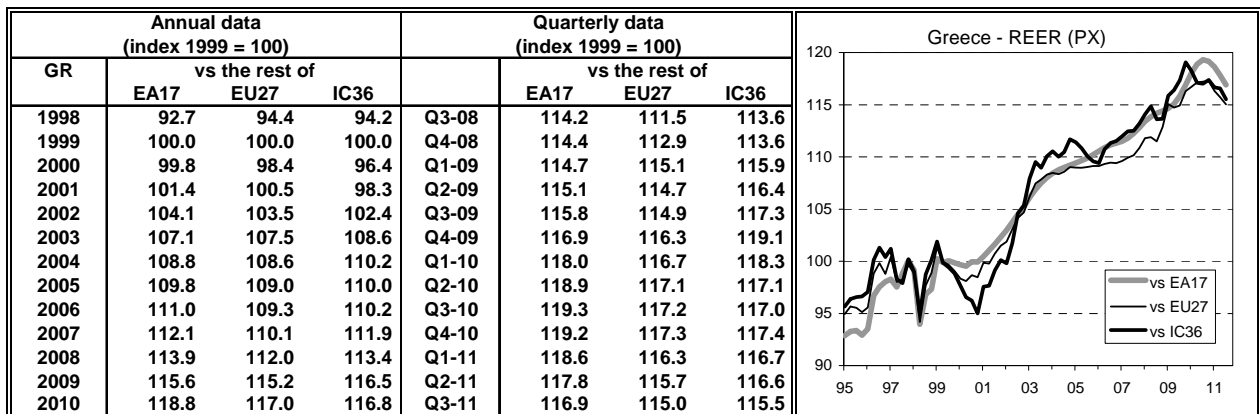 Annual data Quarterly data
(index 1999 = 100) (index 1999 = 100)
GR vs the rest of vs the rest of
EA17 EU27 IC36 EA17 EU27 IC36
1998 92.7 94.4 94.2 Q3-08 114.2 111.5 113.6
1999 100.0 100.0 100.0 Q4-08 114.4 112.9 113.6
2000 99.8 98.4 96.4 Q1-09 114.7 115.1 115.9
2001 101.4 100.5 98.3 Q2-09 115.1 114.7 116.4
2002 104.1 103.5 102.4 Q3-09 115.8 114.9 117.3
2003 107.1 107.5 108.6 Q4-09 116.9 116.3 119.1
2004 108.8 108.6 110.2 Q1-10 118.0 116.7 118.3
2005 109.8 109.0 110.0 Q2-10 118.9 117.1 117.1
2006 111.0 109.3 110.2 Q3-10 119.3 117.2 117.0
2007 112.1 110.1 111.9 Q4-10 119.2 117.3 117.4
2008 113.9 112.0 113.4 Q1-11 118.6 116.3 116.7
2009 115.6 115.2 116.5 Q2-11 117.8 115.7 116.6
2010 118.8 117.0 116.8 Q3-11 116.9 115.0 115.5
Greece - REER (PX)
120
115
110
105
100
95
90
vs EA17
vs EU27
vs IC36
95 97 99 01 03 05 07 09 11